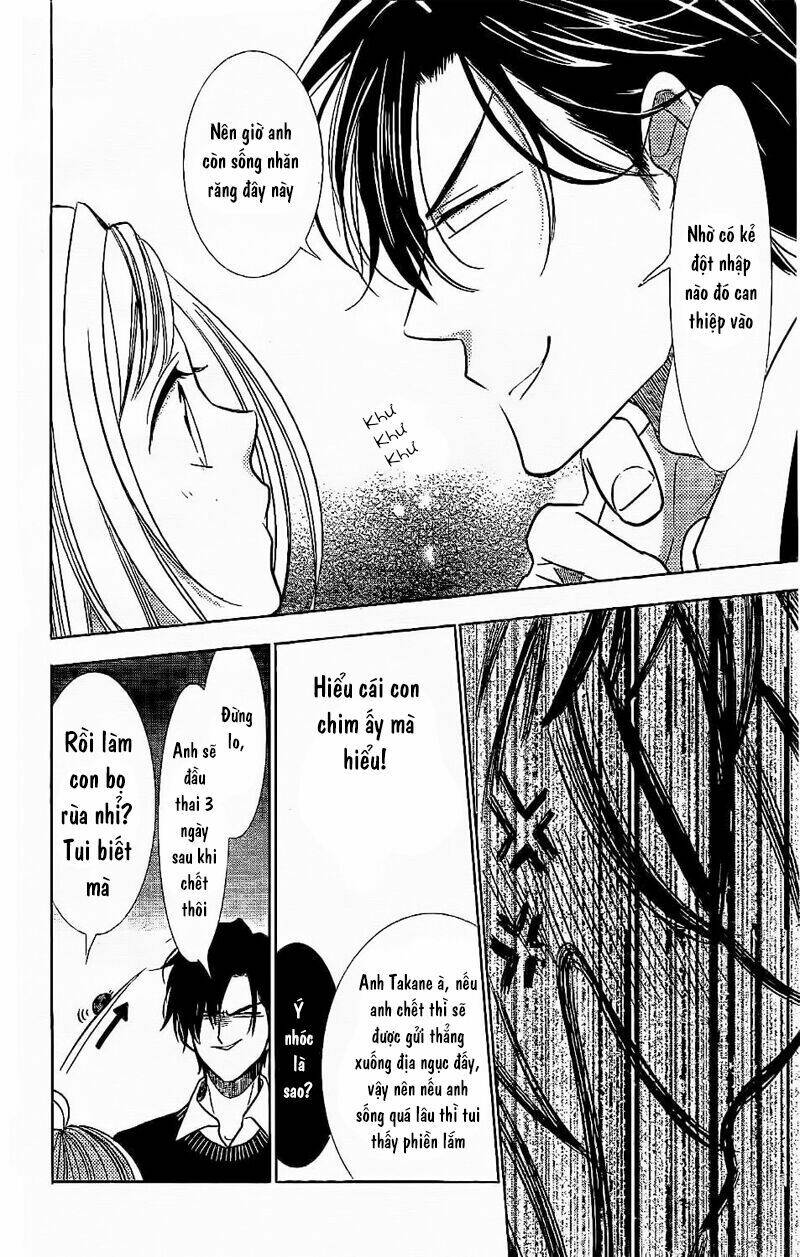 Nhờ có kẻ
đột nhập
nào đó can
thiệp vào
Nên giờ anh
còn sống nhăn
răng đây này
Khư
Khư
Khư
Hiểu cái con
chim ấy mà
hiểu!
Anh Takane à, nếu
anh chết thì sẽ
được gửi thẳng
xuống địa ngục đấy,
vậy nên nếu anh
sống quá lâu thì tui
thấy phiền lắm
Ý
nhóc
là
sao?
Đừng
lo,
Anh sẽ
đầu
thai 3
ngày
sau khi
chết
thôi
Rồi làm
con bọ
rùa nhỉ?
Tui biết
mà